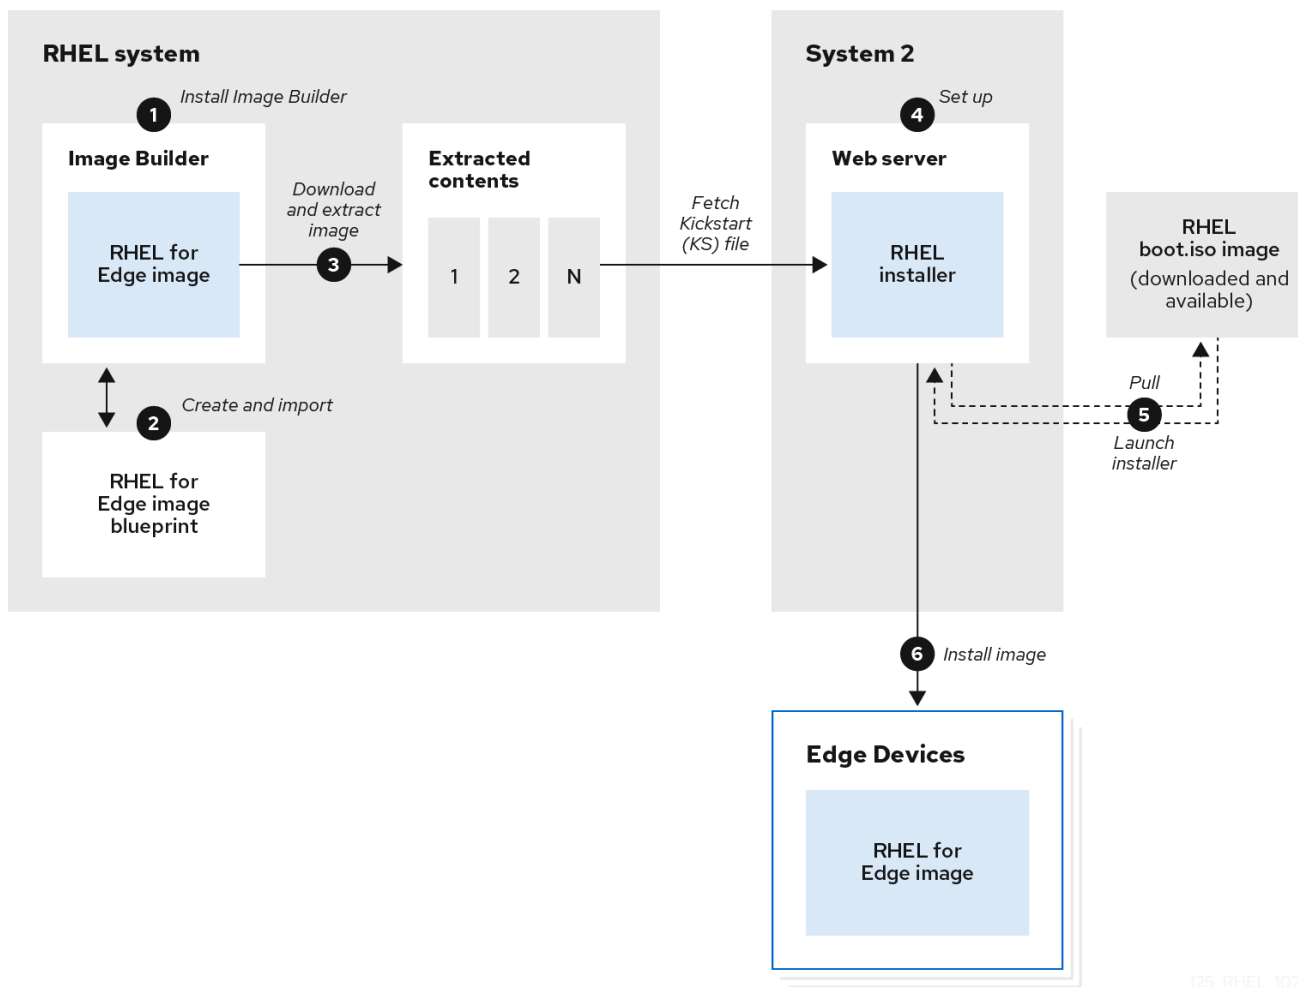 RHEL system
1
Install Image Builder
Image Builder
RHEL for
Edge image
Download
and extract
image
3
Extracted
contents
1
2
N
2
Create and import
RHEL for
Edge image
blueprint
Fetch
Kickstart
(KS) file
System 2
4
Set up
Web server
RHEL
installer
RHEL
boot.iso image
(downloaded and
available)
Pull
5
Launch
installer
6
Install image
Edge Devices
RHEL for
Edge image
125_RHEL_102